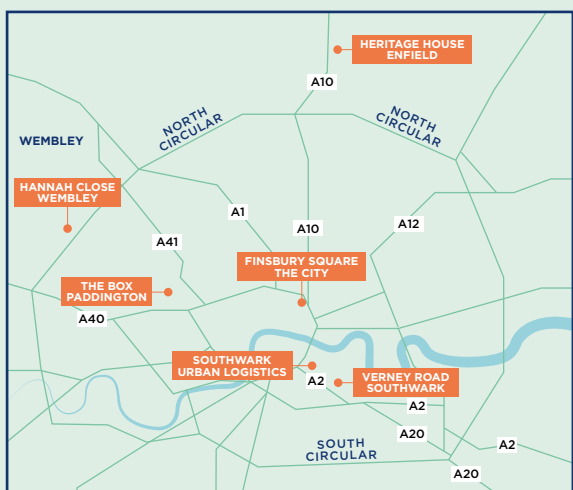 HERITAGE HOUSE
ENFIELD
A10
NORTH
CIRCULAR
NORTH
CIRCULAR
WEMBLEY
HANNAH CLOSE
WEMBLEY
A1
A10
A12
A41
FINSBURY SQUARE
THE CITY
THE BOX
PADDINGTON
A40
SOUTHWARK
URBAN LOGISTICS
A2
VERNEY ROAD
SOUTHWARK
A2
A20
SOUTH
CIRCULAR
A2
A20